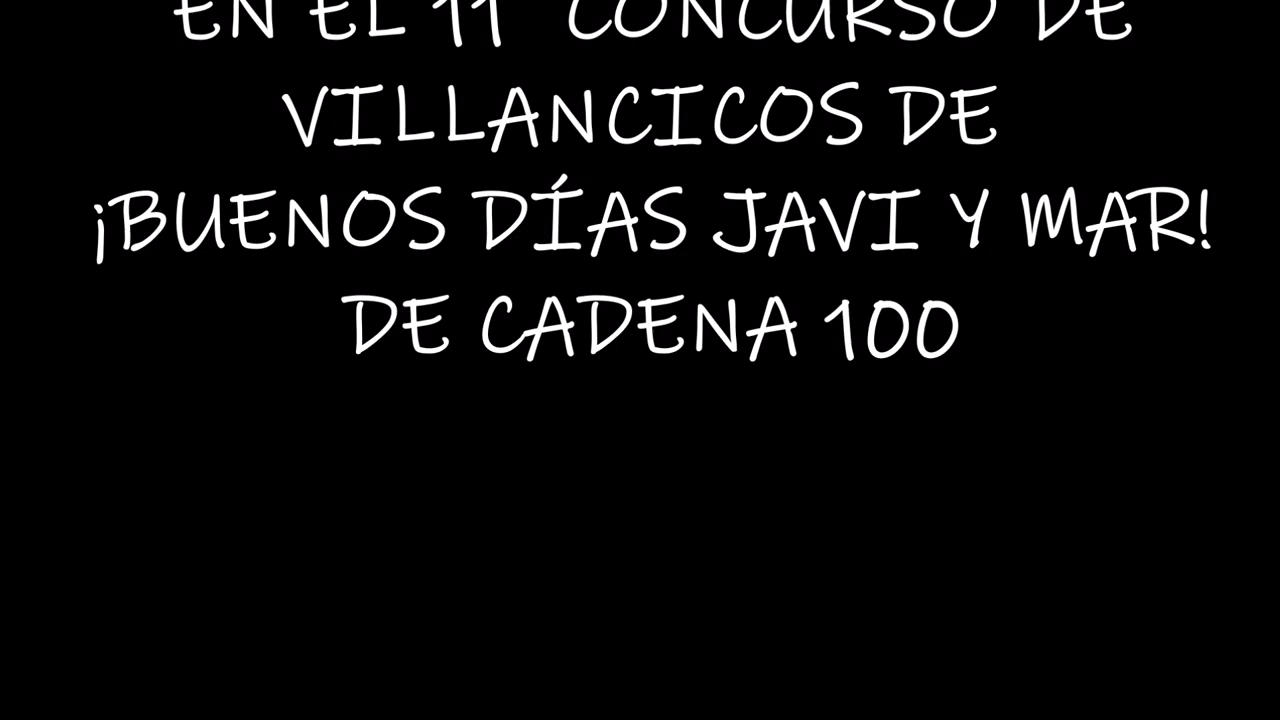 EN EL 11 CONCURSO DE
VILLANCICOS DE
¡BUENOS DÍAS JAVI Y MAR!
DE CADENA 100